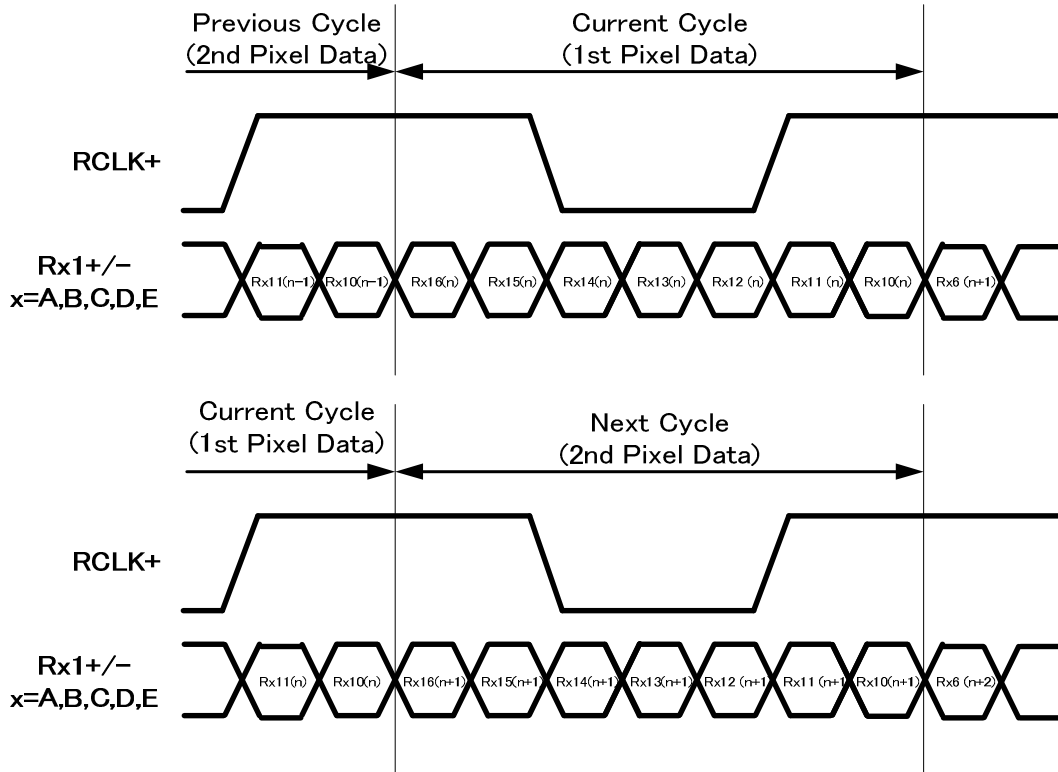 Previous Cycle
(2nd Pixel Data)
Current Cycle
(1st Pixel Data)
RCLK+
Rx1+/-
x=A,B,C,D,E
Rx11(n-1) Rx10(n-1) Rx16(n) Rx15(n) Rx14(n) Rx13(n) Rx12 (n) Rx11 (n) Rx10(n) Rx6 (n+1)
Current Cycle
(1st Pixel Data)
Next Cycle
(2nd Pixel Data)
RCLK+
Rx1+/-
x=A,B,C,D,E
Rx11(n) Rx10(n) Rx16(n+1) Rx15(n+1) Rx14(n+1) Rx13(n+1) Rx12 (n+1 Rx11 (n+1 Rx10(n+1) Rx6 (n+2)